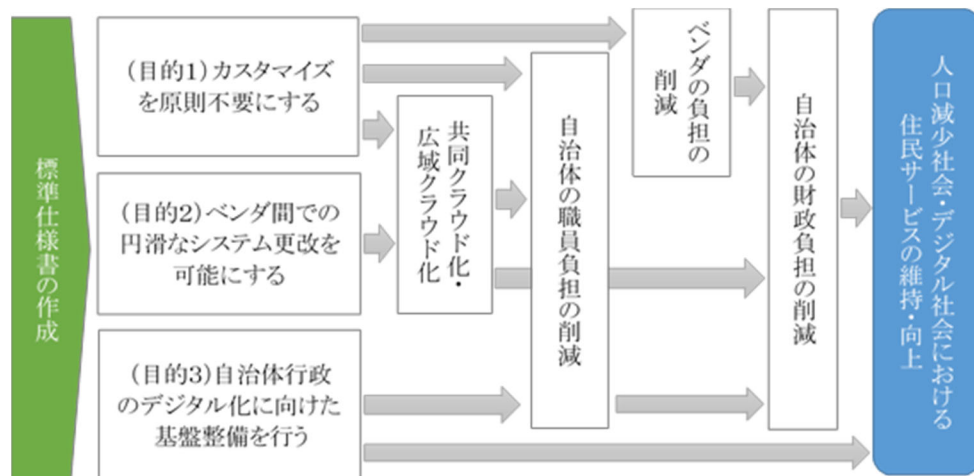 標準仕様書の作成
(目的1)カスタマイズ
を原則不要にする
(目的2)ベンダ間での
円滑なシステム更改を
可能にする
(目的3)自治体行政
のデジタル化に向けた
基盤整備を行う
共同クラウド化・
広域クラウド化
自治体の職員負担の削減
ベンダの負担の
削減
自治体の財政負担の削減
人口減少社会・デジタル社会における
住民サービスの維持・向上